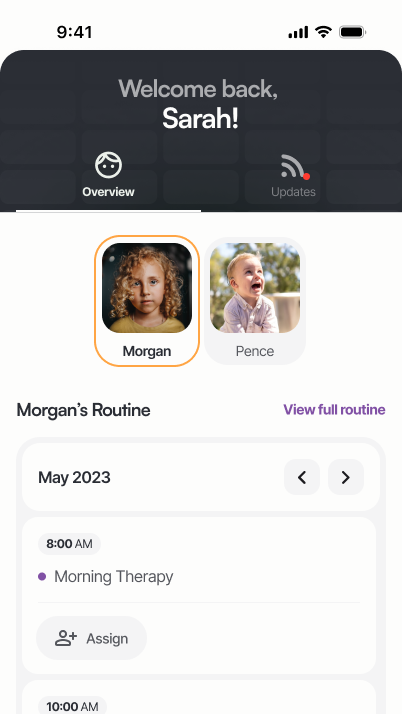 9:41
Welcome back,
Sarah!
Overview
Updates
Morgan
Pence
Morgan's Routine
View full routine
May 2023
8:00 AM
Morning Therapy
Assign
10:00 AM